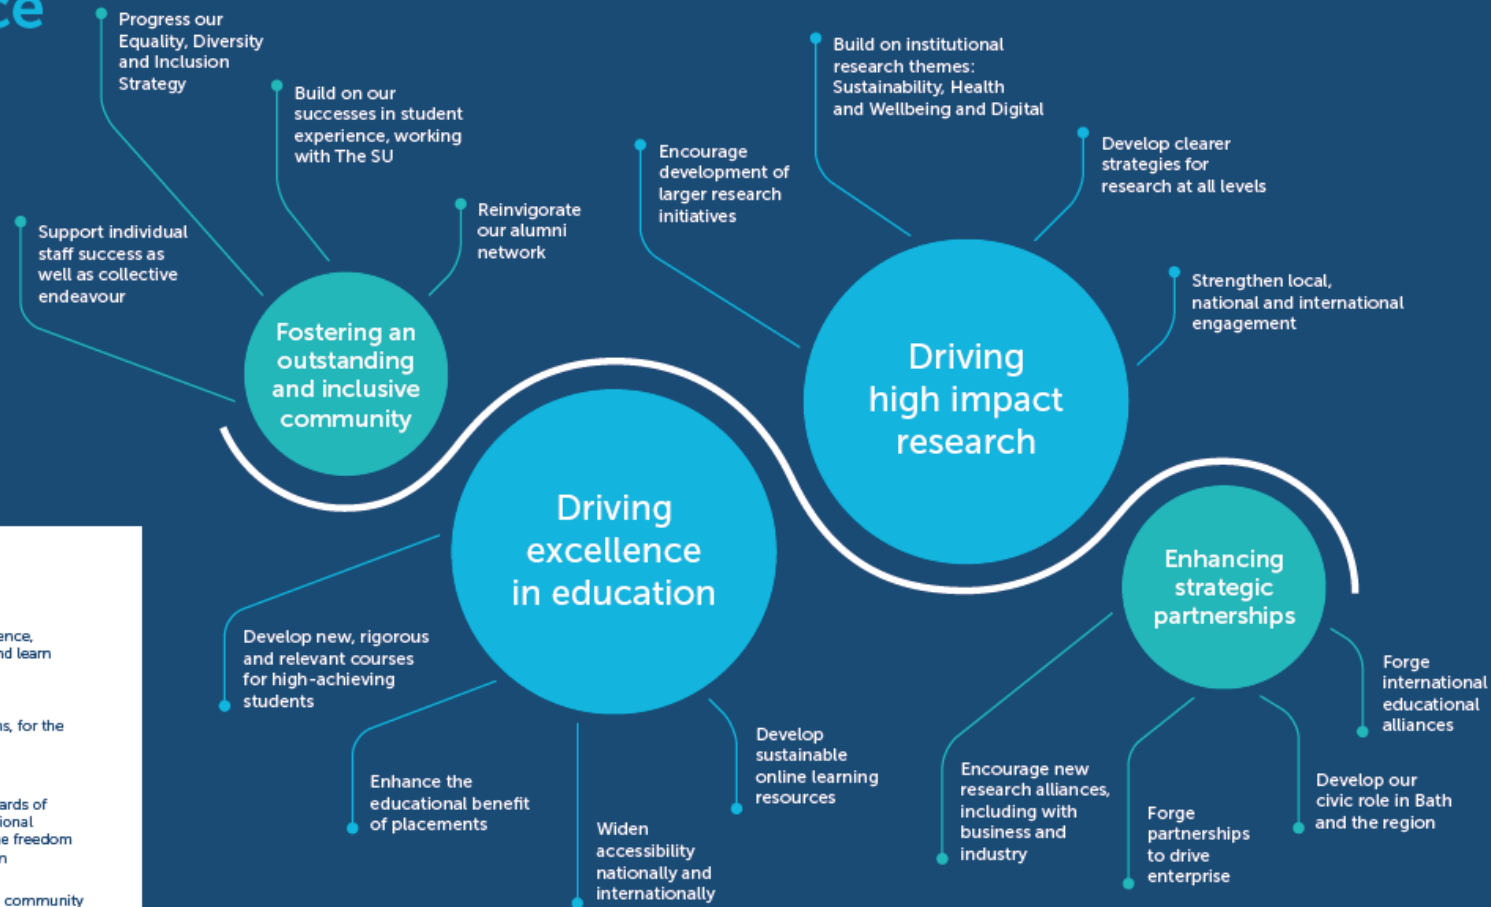 Progress our
Equality, Diversity
and Inclusion
Strategy
Build on our
successes in student
experience, working
with The SU
Support individual
staff success as
well as collective
endeavour
Reinvigorate
our alumni
network
Fostering an
outstanding
and inclusive
community
Build on institutional
research themes:
Sustainability, Health
and Wellbeing and Digital
Encourage
development of
larger research
initiatives
Develop clearer
strategies for
research at all levels
Strengthen local,
national and international
engagement
Driving
high impact
research
Driving
excellence
in education
Develop new, rigorous
and relevant courses
for high-achieving
students
Enhance the
educational benefit
of placements
Widen
accessibility
nationally and
internationally
Develop
sustainable
online learning
resources
Enhancing
strategic
partnerships
Encourage new
research alliances,
including with
business and
industry
Forge
partnerships
to drive
enterprise
Develop our
civic role in Bath
and the region
Forge
international
educational
alliances
learn
for the
of
freedom
community